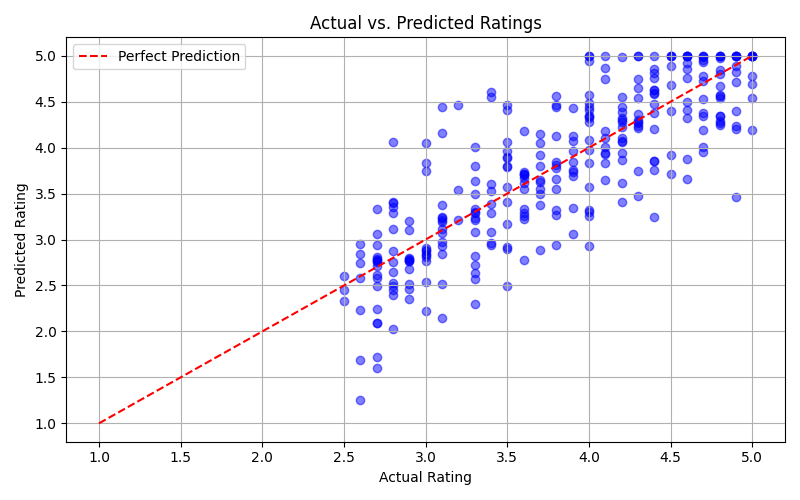 Actual vs. Predicted Ratings
Perfect Prediction
Predicted Rating
5.0
4.5
4.0
3.5
3.0
2.5
2.0
1.5
1.0
1.0 1.5 2.0 2.5 3.0 3.5 4.0 4.5 5.0
Actual Rating